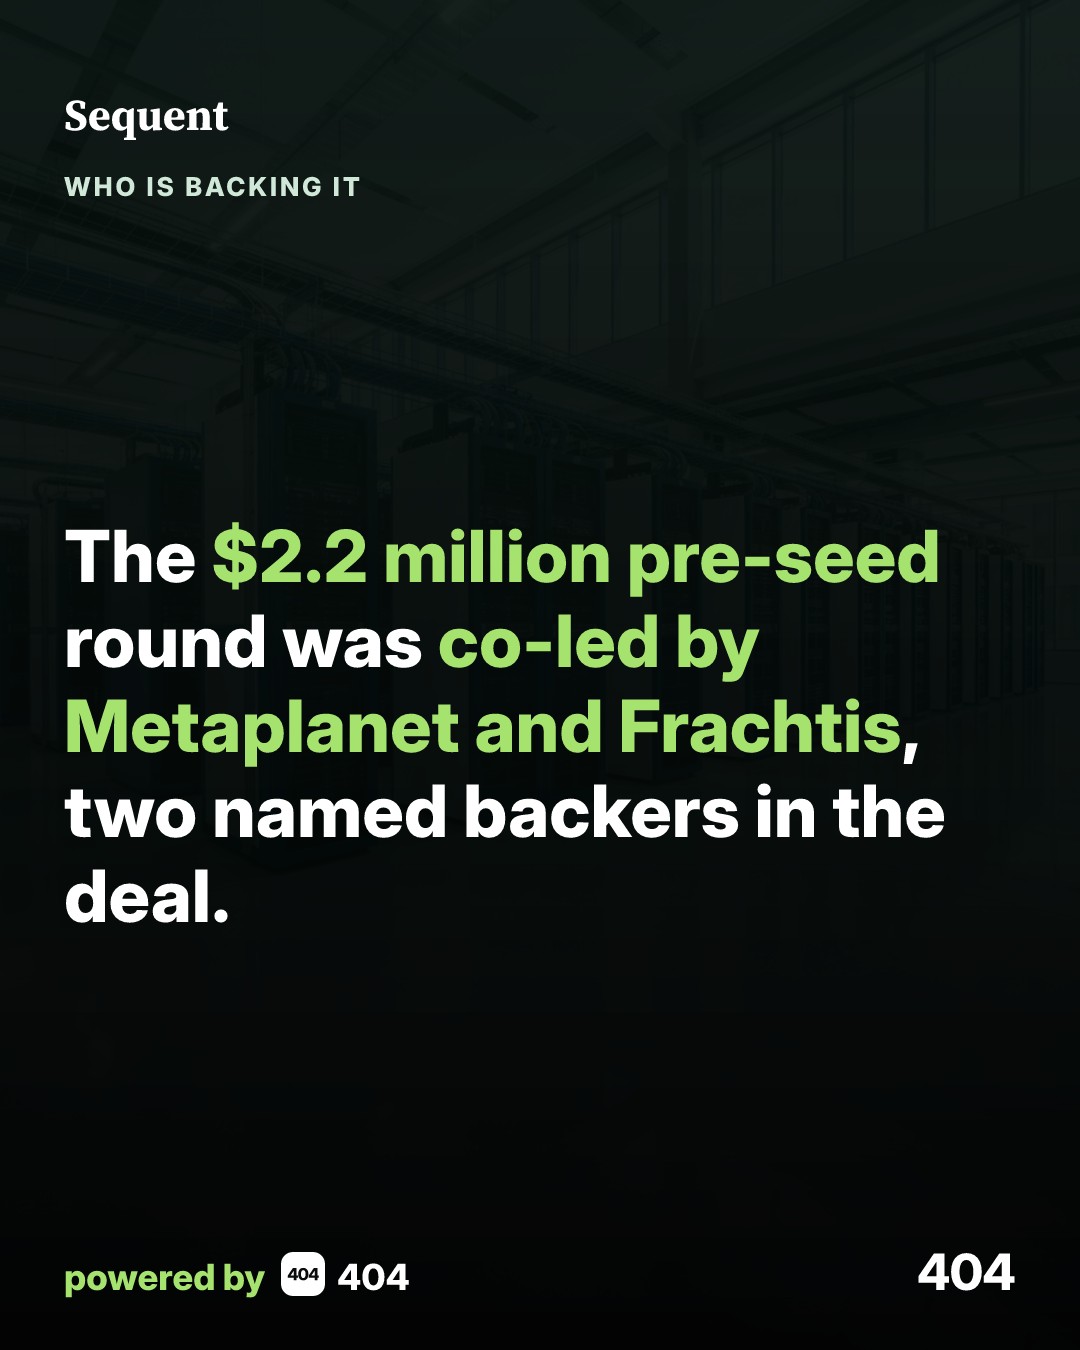 Sequent
WHO IS BACKING IT
The $2.2 million pre-seed
round was co-led by
Metaplanet and Frachtis,
two named backers in the
deal.
powered by 404 404
404